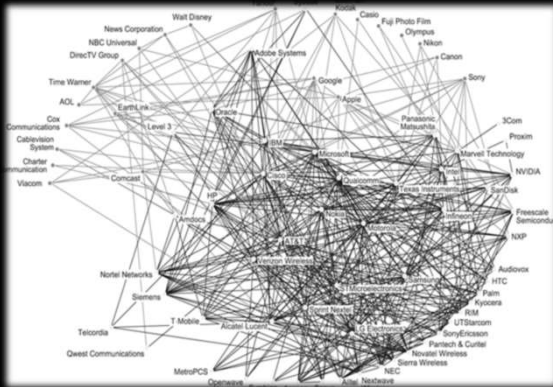 Kodak
Walt Disney
Casio
Fuji Photo Film
News Corporation
Olympus
NBC Universal
Nikon
DirecTV Group
Adobe Systems
Canon
Time Warner
Google
Sony
AOL
Apple
EarthLink
Oracle
Cox
Communications
Level 3
Panasonic
Matsushita
3Com
Cablevision
System
IBM
Proxim
Microsoft
Marvell Technology
Charter
Communication
Comcast
Cisco
Qualcomm
Intel
NVIDIA
Viacom
Texas Instruments
SanDisk
HP
Amdocs
Nokia
Infineon
Freescale
Motorola
NXP
AT&T
Verizon Wireless
Nortel Networks
Samsung
Audiovox
HTC
STMicroelectronics
Palm
Siemens
Kyocera
Sprint Nextel
RIM
T-Mobile
Alcatel Lucent
LG Electronics
UTStarcom
Telcordia
SonyEricsson
Pantech & Curitel
Qwest Communications
Novatel Wireless
Sierra Wireless
MetroPCS
NEC
Openwave
Airtel
Nextwave